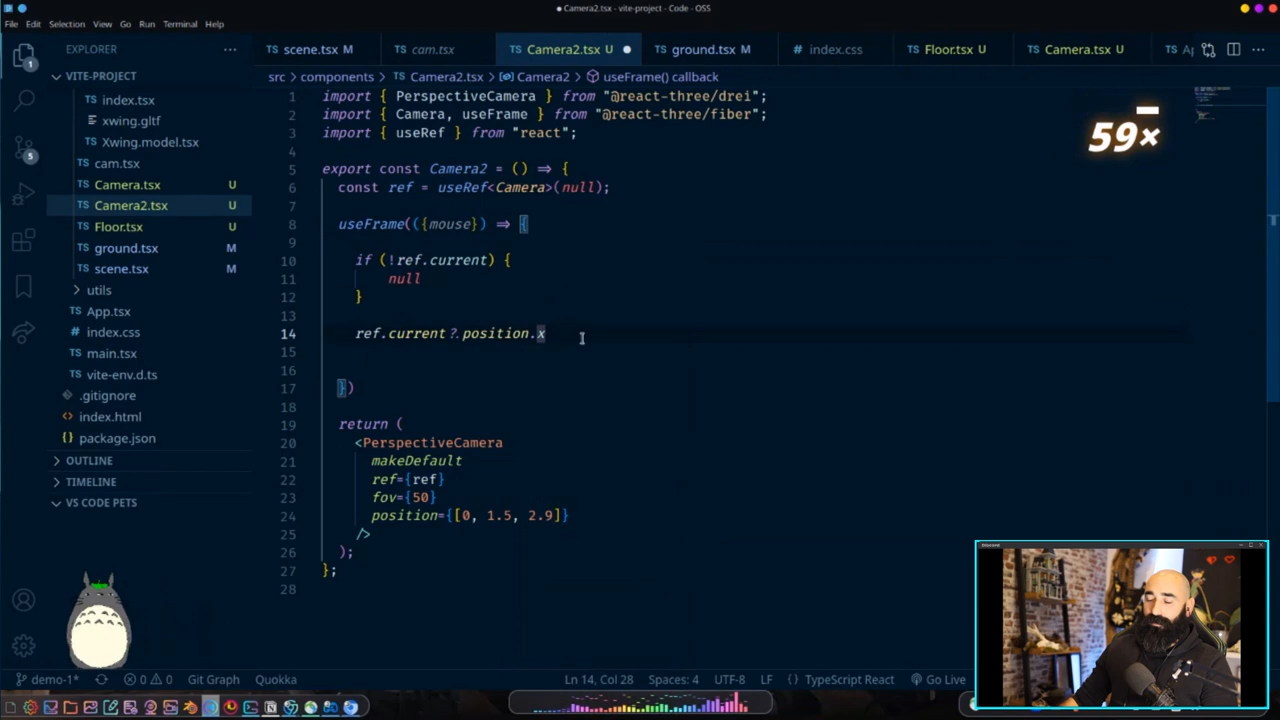 Camera2.tsx - vite-project - Code - OSS
File Edit Selection View Go Run Terminal Help
EXPLORER
scene.tsx M
cam.tsx
Camera2.tsx U
ground.tsx M
index.css
Floor.tsx U
Camera.tsx U
VITE-PROJECT
index.tsx
xwing.gltf
Xwing.model.tsx
cam.tsx
Camera.tsx U
Camera2.tsx U
Floor.tsx U
ground.tsx M
scene.tsx M
utils
App.tsx
index.css
main.tsx
vite-env.d.ts
.gitignore
index.html
package.json
OUTLINE
TIMELINE
VS CODE PETS
1
5
src > components > Camera2.tsx > Camera2 > useFrame() callback
1 import { PerspectiveCamera } from "@react-three/drei";
2 import { Camera, useFrame } from "@react-three/fiber";
3 import { useRef } from "react";
4
5 export const Camera2 = () => {
6 const ref = useRef<Camera>(null);
7
8 useFrame(({mouse}) => {
9
10 if (!ref.current) {
11 null
12 }
13
14 ref.current?.position.x
15
16
17 })
18
19 return (
20 <PerspectiveCamera
21 makeDefault
22 ref={ref}
23 fov={50}
24 position={[0, 1.5, 2.9]}
25 />
26 );
27 };
28
59×
Discord
demo-1* 0 0 Git Graph Quokka
Ln 14, Col 28 Spaces: 4 UTF-8 LF {} TypeScript React Go Live